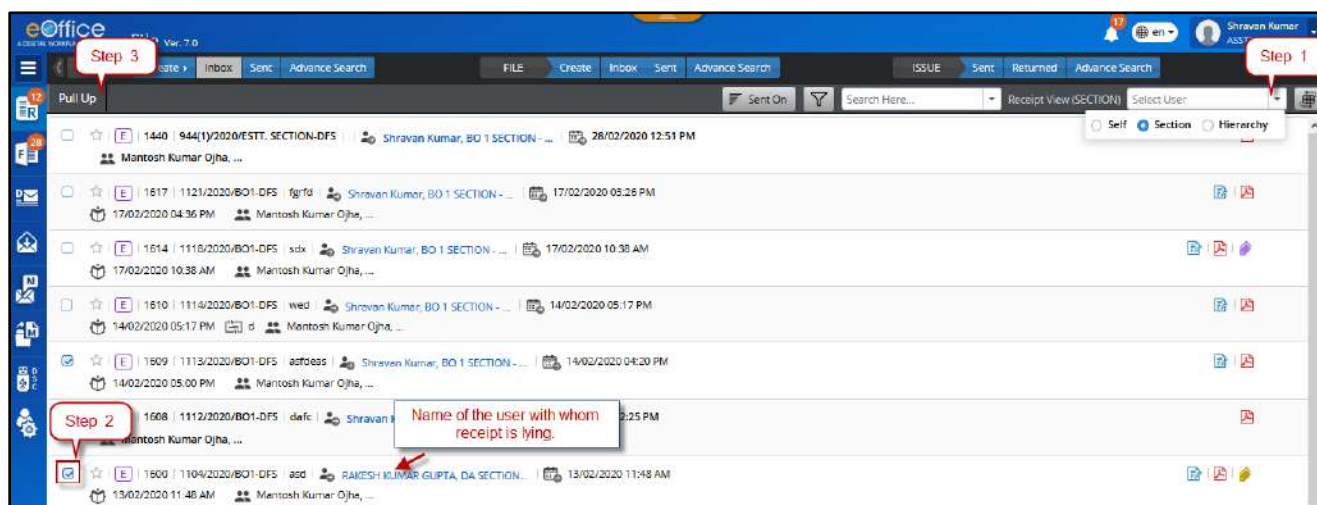 eOffice
A DIGITAL
Ver. 7.0
17
en
Shravan Kumar
Step 3
Step 1
Inbox Sent Advance Search
FILE Create Inbox Sent Advance Search
ISSUE Sent Returned Advance Search
12
R
Pull Up
Sent On
Search Here...
Receipt View (SECTION)
Select User
Self Section Hierarchy
E 1440 944(1)/2020/ESTT. SECTION-DFS Shravan Kumar, BO 1 SECTION - ... 28/02/2020 12:51 PM
Mantosh Kumar Ojha, ...
28
E 1617 1121/2020/BO1-DFS fgrfd Shravan Kumar, BO 1 SECTION - ... 17/02/2020 03:26 PM
17/02/2020 04:36 PM Mantosh Kumar Ojha, ...
E 1614 1118/2020/BO1-DFS sdx Shravan Kumar, BO 1 SECTION - ... 17/02/2020 10:38 AM
17/02/2020 10:38 AM Mantosh Kumar Ojha, ...
E 1610 1114/2020/BO1-DFS wed Shravan Kumar, BO 1 SECTION - ... 14/02/2020 05:17 PM
14/02/2020 05:17 PM d Mantosh Kumar Ojha, ...
E 1609 1113/2020/BO1-DFS asfdeas Shravan Kumar, BO 1 SECTION - ... 14/02/2020 04:20 PM
14/02/2020 05:00 PM Mantosh Kumar Ojha, ...
Step 2
1608 1112/2020/BO1-DFS dafc Shravan 2:25 PM
Mantosh Kumar Ojha, ...
Name of the user with whom
receipt is lying.
E 1600 1104/2020/BO1-DFS asd RAKESH KUMAR GUPTA, DA SECTION... 13/02/2020 11:48 AM
13/02/2020 11:48 AM Mantosh Kumar Ojha, ...